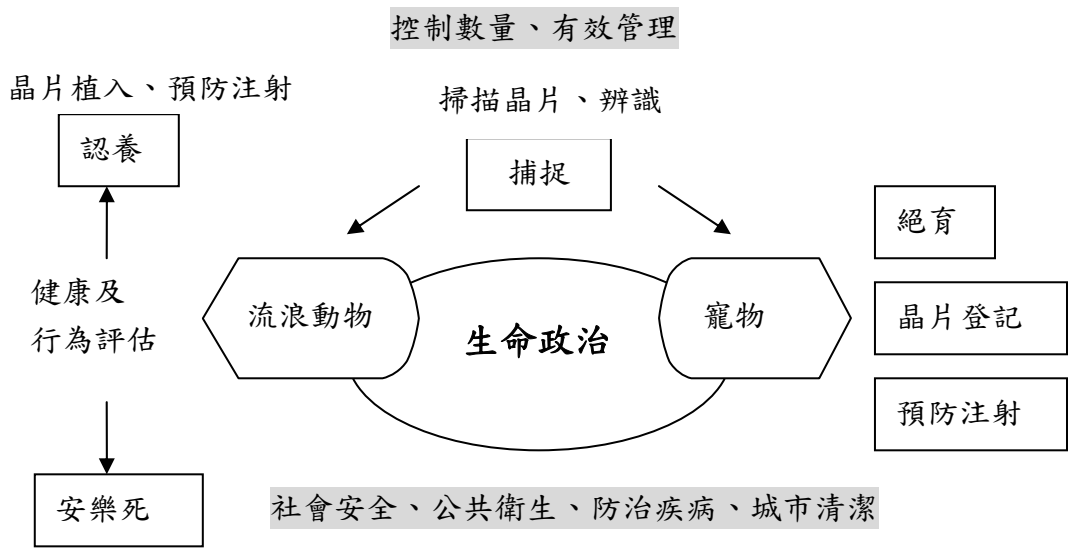 控制數量、有效管理
晶片植入、預防注射
掃描晶片、辨識
認養
捕捉
絕育
健康及
行為評估
流浪動物
生命政治
寵物
晶片登記
預防注射
安樂死
社會安全、公共衛生、防治疾病、城市清潔